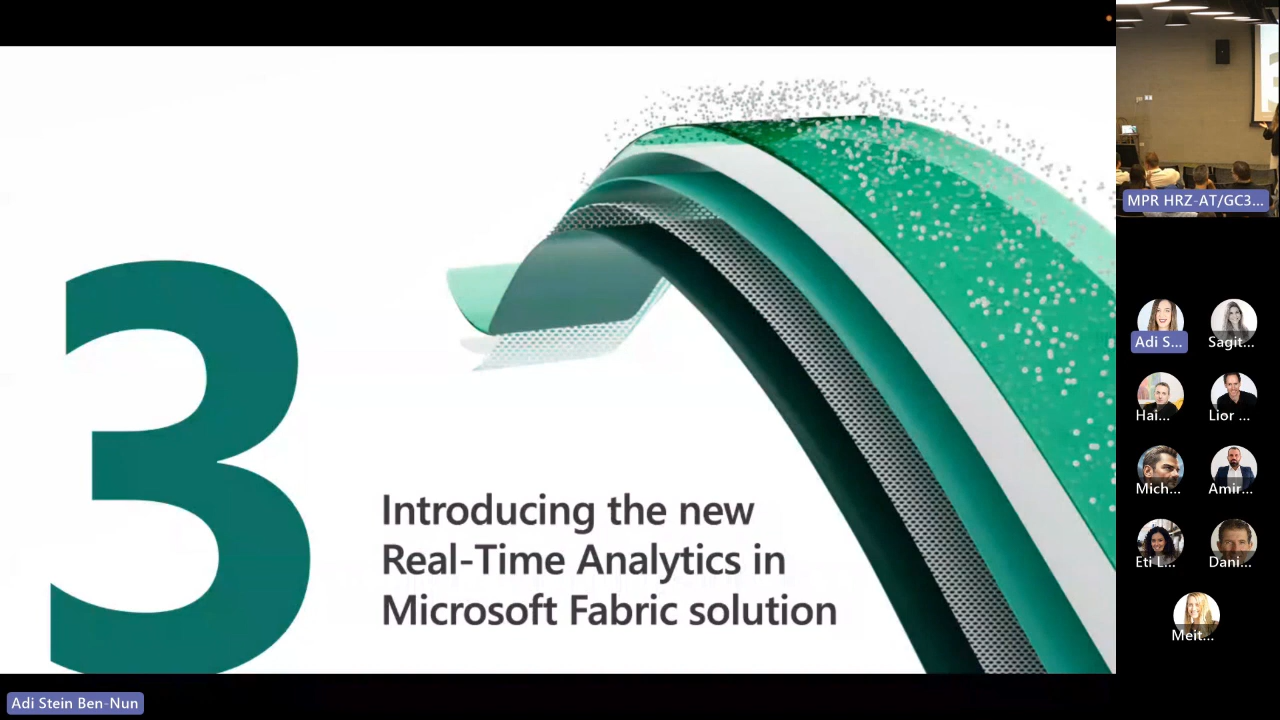 3
Introducing the new
Real-Time Analytics in
Microsoft Fabric solution
MPR HRZ-AT/GC3...
Adi S...
Sagit...
Hai...
Lior ...
Mich...
Amir...
Eti L...
Dani...
Meit...
Adi Stein Ben-Nun